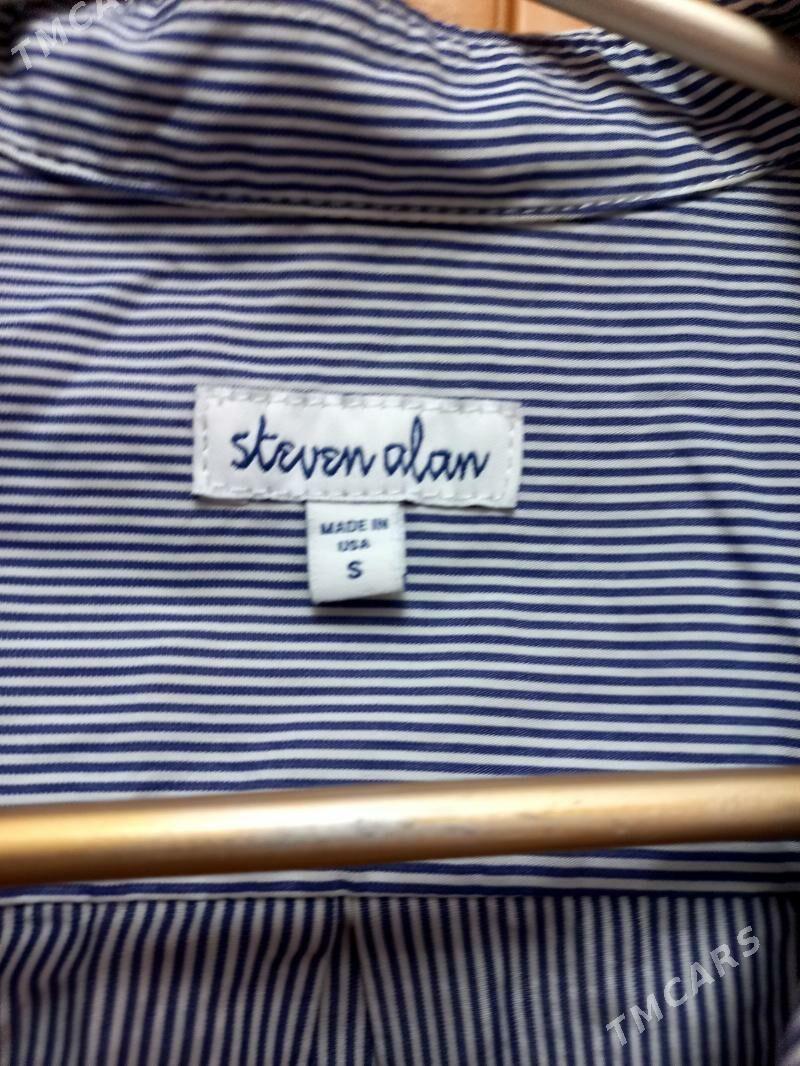 TMCARS
steven alan
MADE IN
USA
S
TMCARS